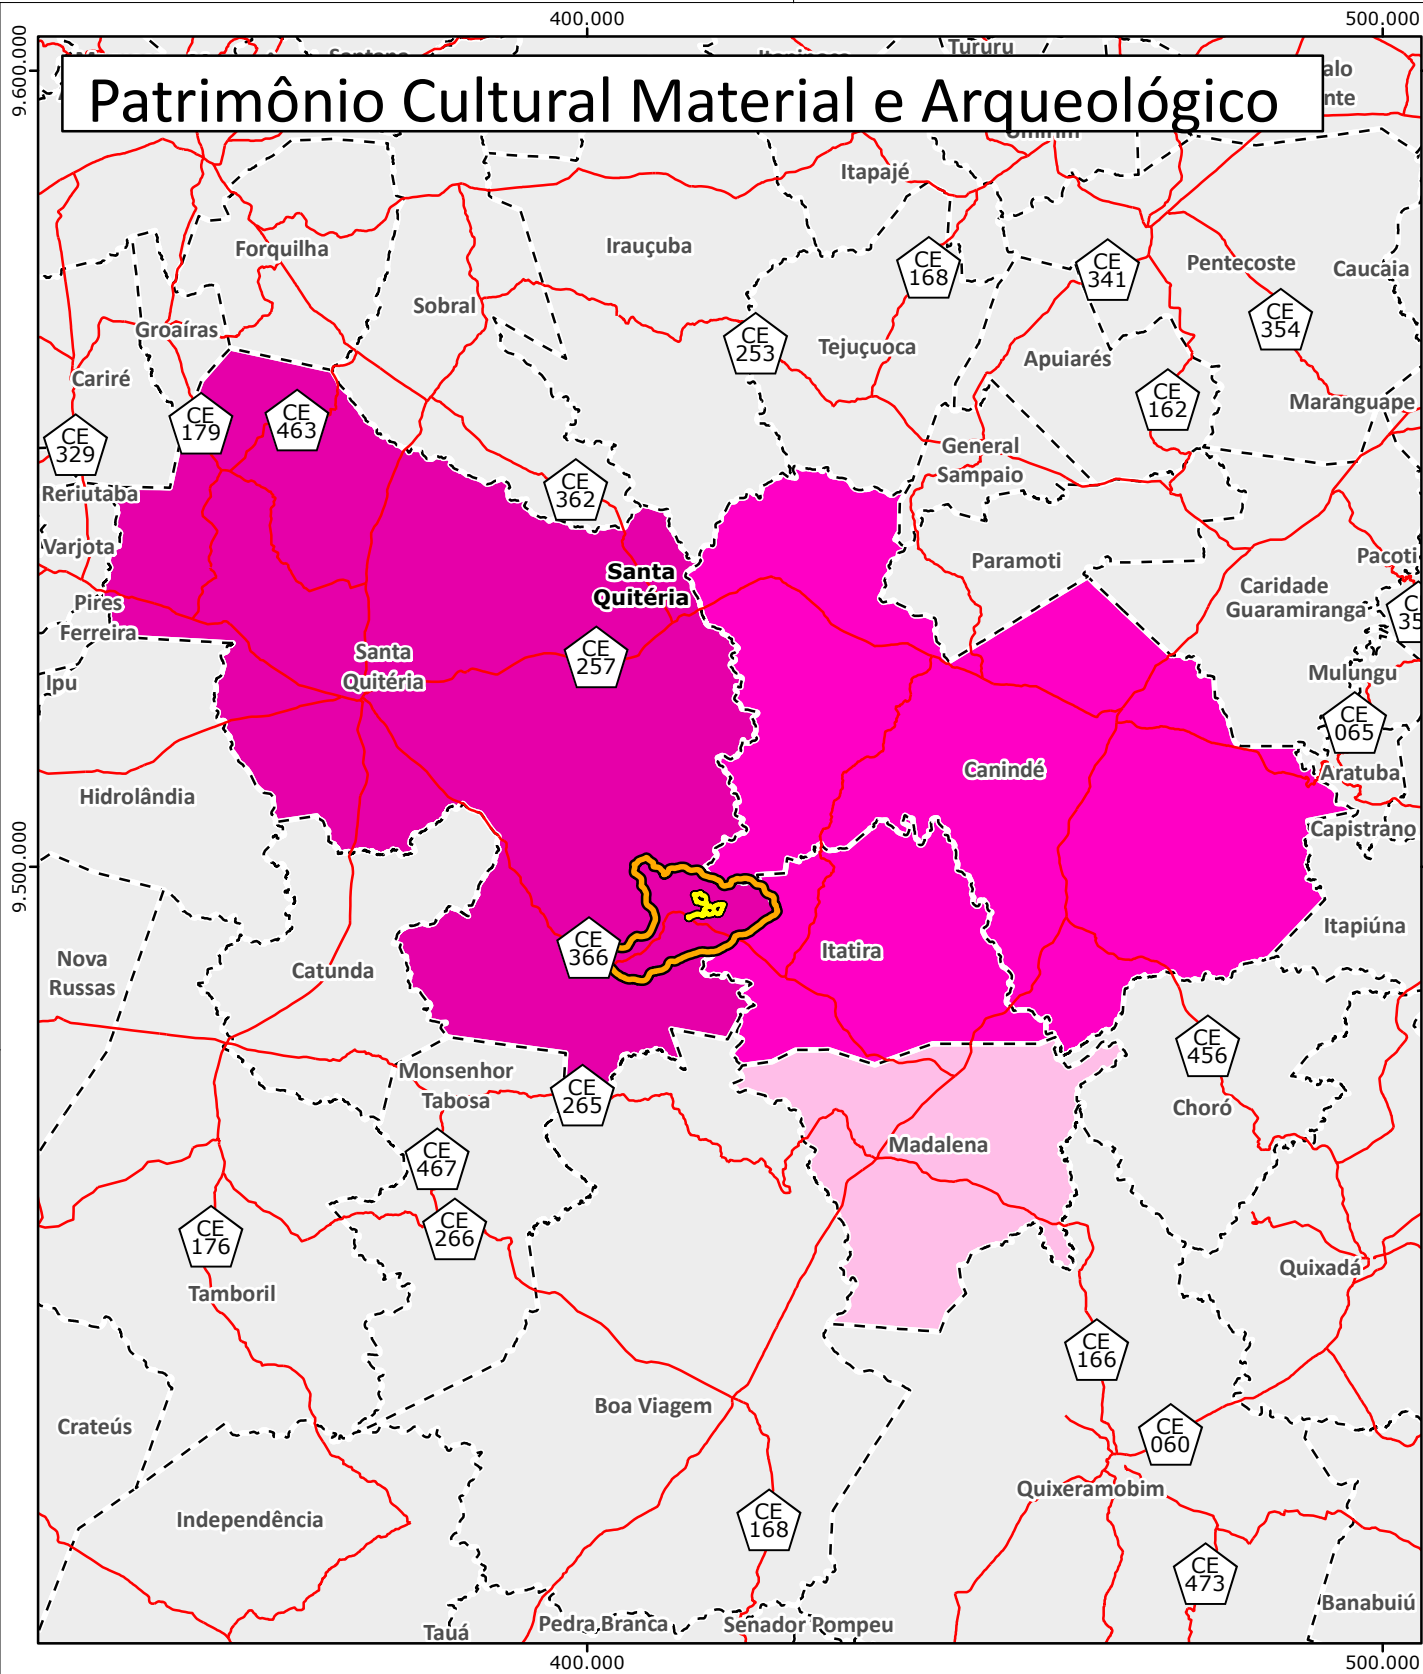 400.000
500.000
9.600.000
Tururu
alo
nte
Patrimônio Cultural Material e Arqueológico
Itapajé
Forquilha
Irauçuba
CE
168
CE
341
Pentecoste
Caucaia
Sobral
Groaíras
CE
253
Tejuçuoca
Apuiarés
CE
354
Cariré
CE
179
CE
463
CE
162
Maranguape
CE
329
General
Sampaio
Reriutaba
CE
362
Varjota
Paramoti
Pacoti
Santa
Quitéria
Caridade
Guaramiranga
C
35
Pires
Ferreira
Santa
Quitéria
CE
257
Ipu
Mulungu
CE
065
Hidrolândia
Canindé
Aratuba
Capistrano
9.500.000
Itapiúna
Nova
Russas
Catunda
CE
366
Itatira
CE
456
Monsenhor
Tabosa
CE
265
Choró
Madalena
CE
467
CE
266
CE
176
Quixadá
Tamboril
CE
166
Boa Viagem
Crateús
CE
060
Quixeramobim
Independência
CE
168
CE
473
Banabuiú
Tauá
Pedra Branca
Senador Pompeu
400.000
500.000